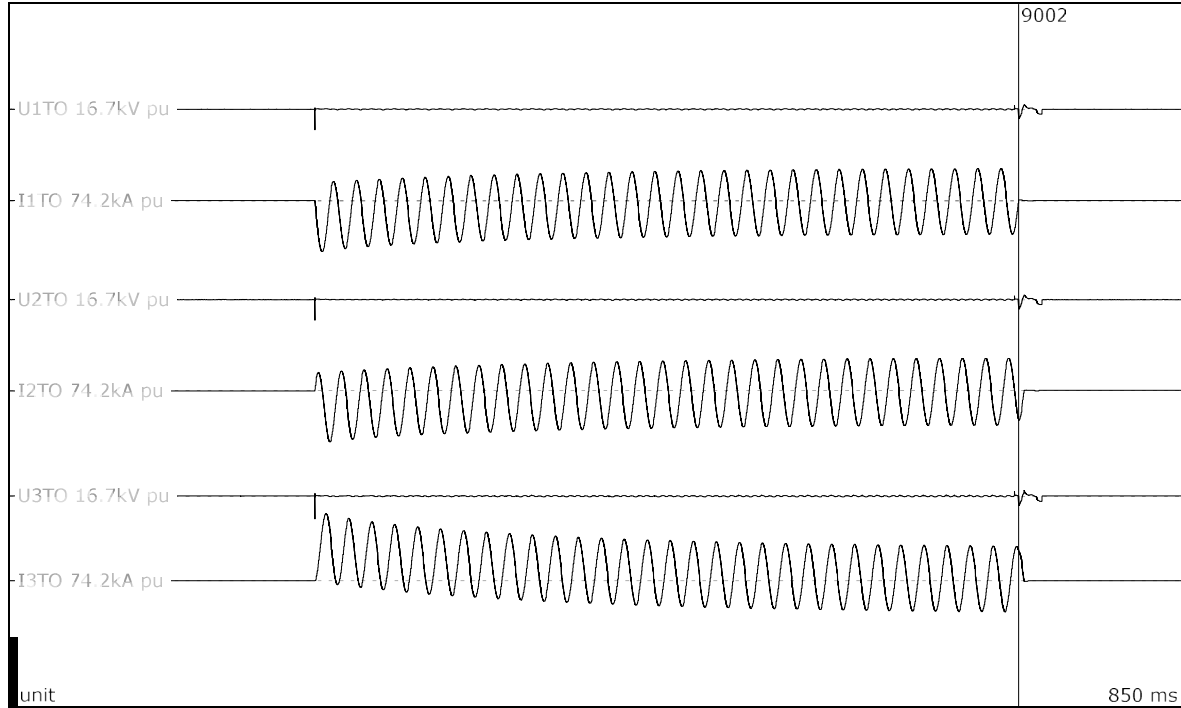 9002
U1TO 16.7kV pu
I1TO 74.2kA pu
U2TO 16.7kV pu
I2TO 74.2kA pu
U3TO 16.7kV pu
I3TO 74.2kA pu
unit
850 ms